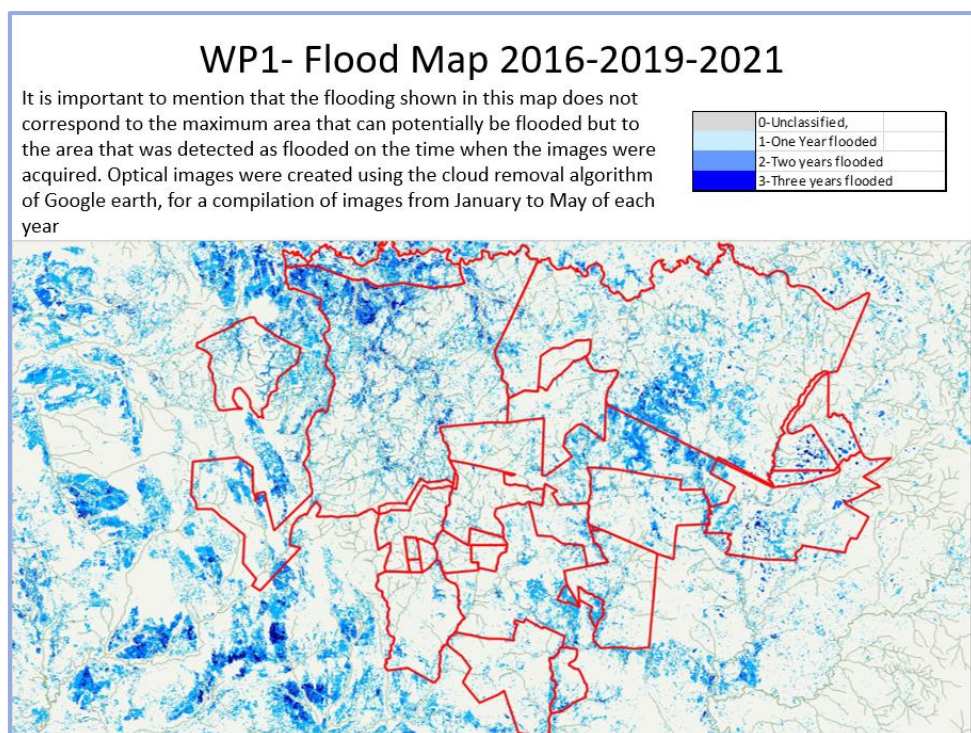 WP1- Flood Map 2016-2019-2021
It is important to mention that the flooding shown in this map does not
correspond to the maximum area that can potentially be flooded but to
the area that was detected as flooded on the time when the images were
acquired. Optical images were created using the cloud removal algorithm
of Google earth, for a compilation of images from January to May of each
year
0-Unclassified,
1-One Year flooded
2-Two years flooded
3-Three years flooded